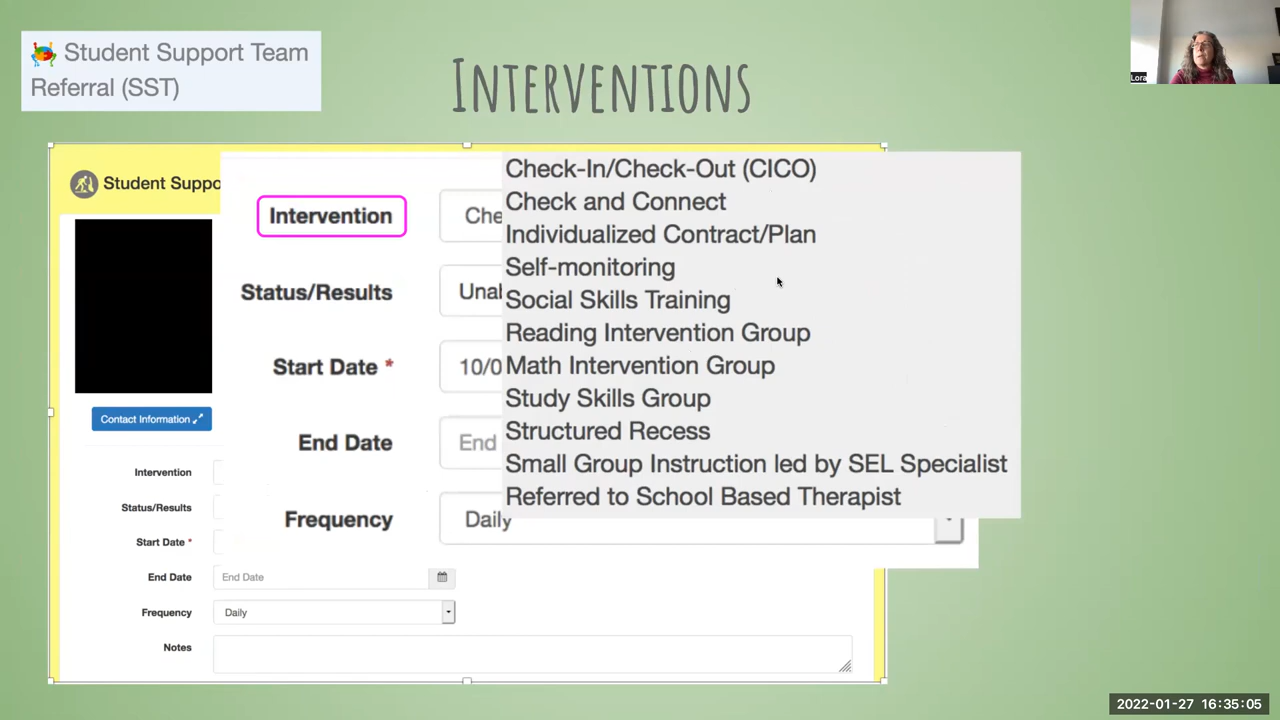 Student Support Team
Referral (SST)
INTERVENTIONS
Lora
Student Suppo
Intervention
Che
Status/Results
Unab
Start Date *
10/0
End Date
End
Frequency
Daily
Check-In/Check-Out (CICO)
Check and Connect
Individualized Contract/Plan
Self-monitoring
Social Skills Training
Reading Intervention Group
Math Intervention Group
Study Skills Group
Structured Recess
Small Group Instruction led by SEL Specialist
Referred to School Based Therapist
Contact Information
Intervention
Status/Results
Start Date *
End Date
End Date
Frequency
Daily
Notes
2022-01-27 16:35:05